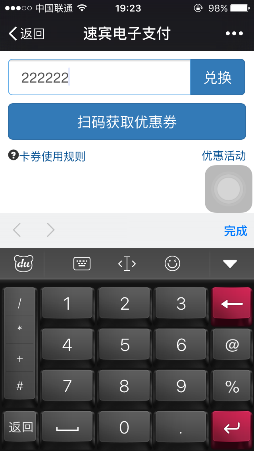 中国联通 19:23 98%
返回 速宾电子支付
222222 兑换
扫码获取优惠券
?卡券使用规则 优惠活动
完成
du
/ 1 2 3
* 4 5 6 @
+ 7 8 9 %
#
返回 0 .